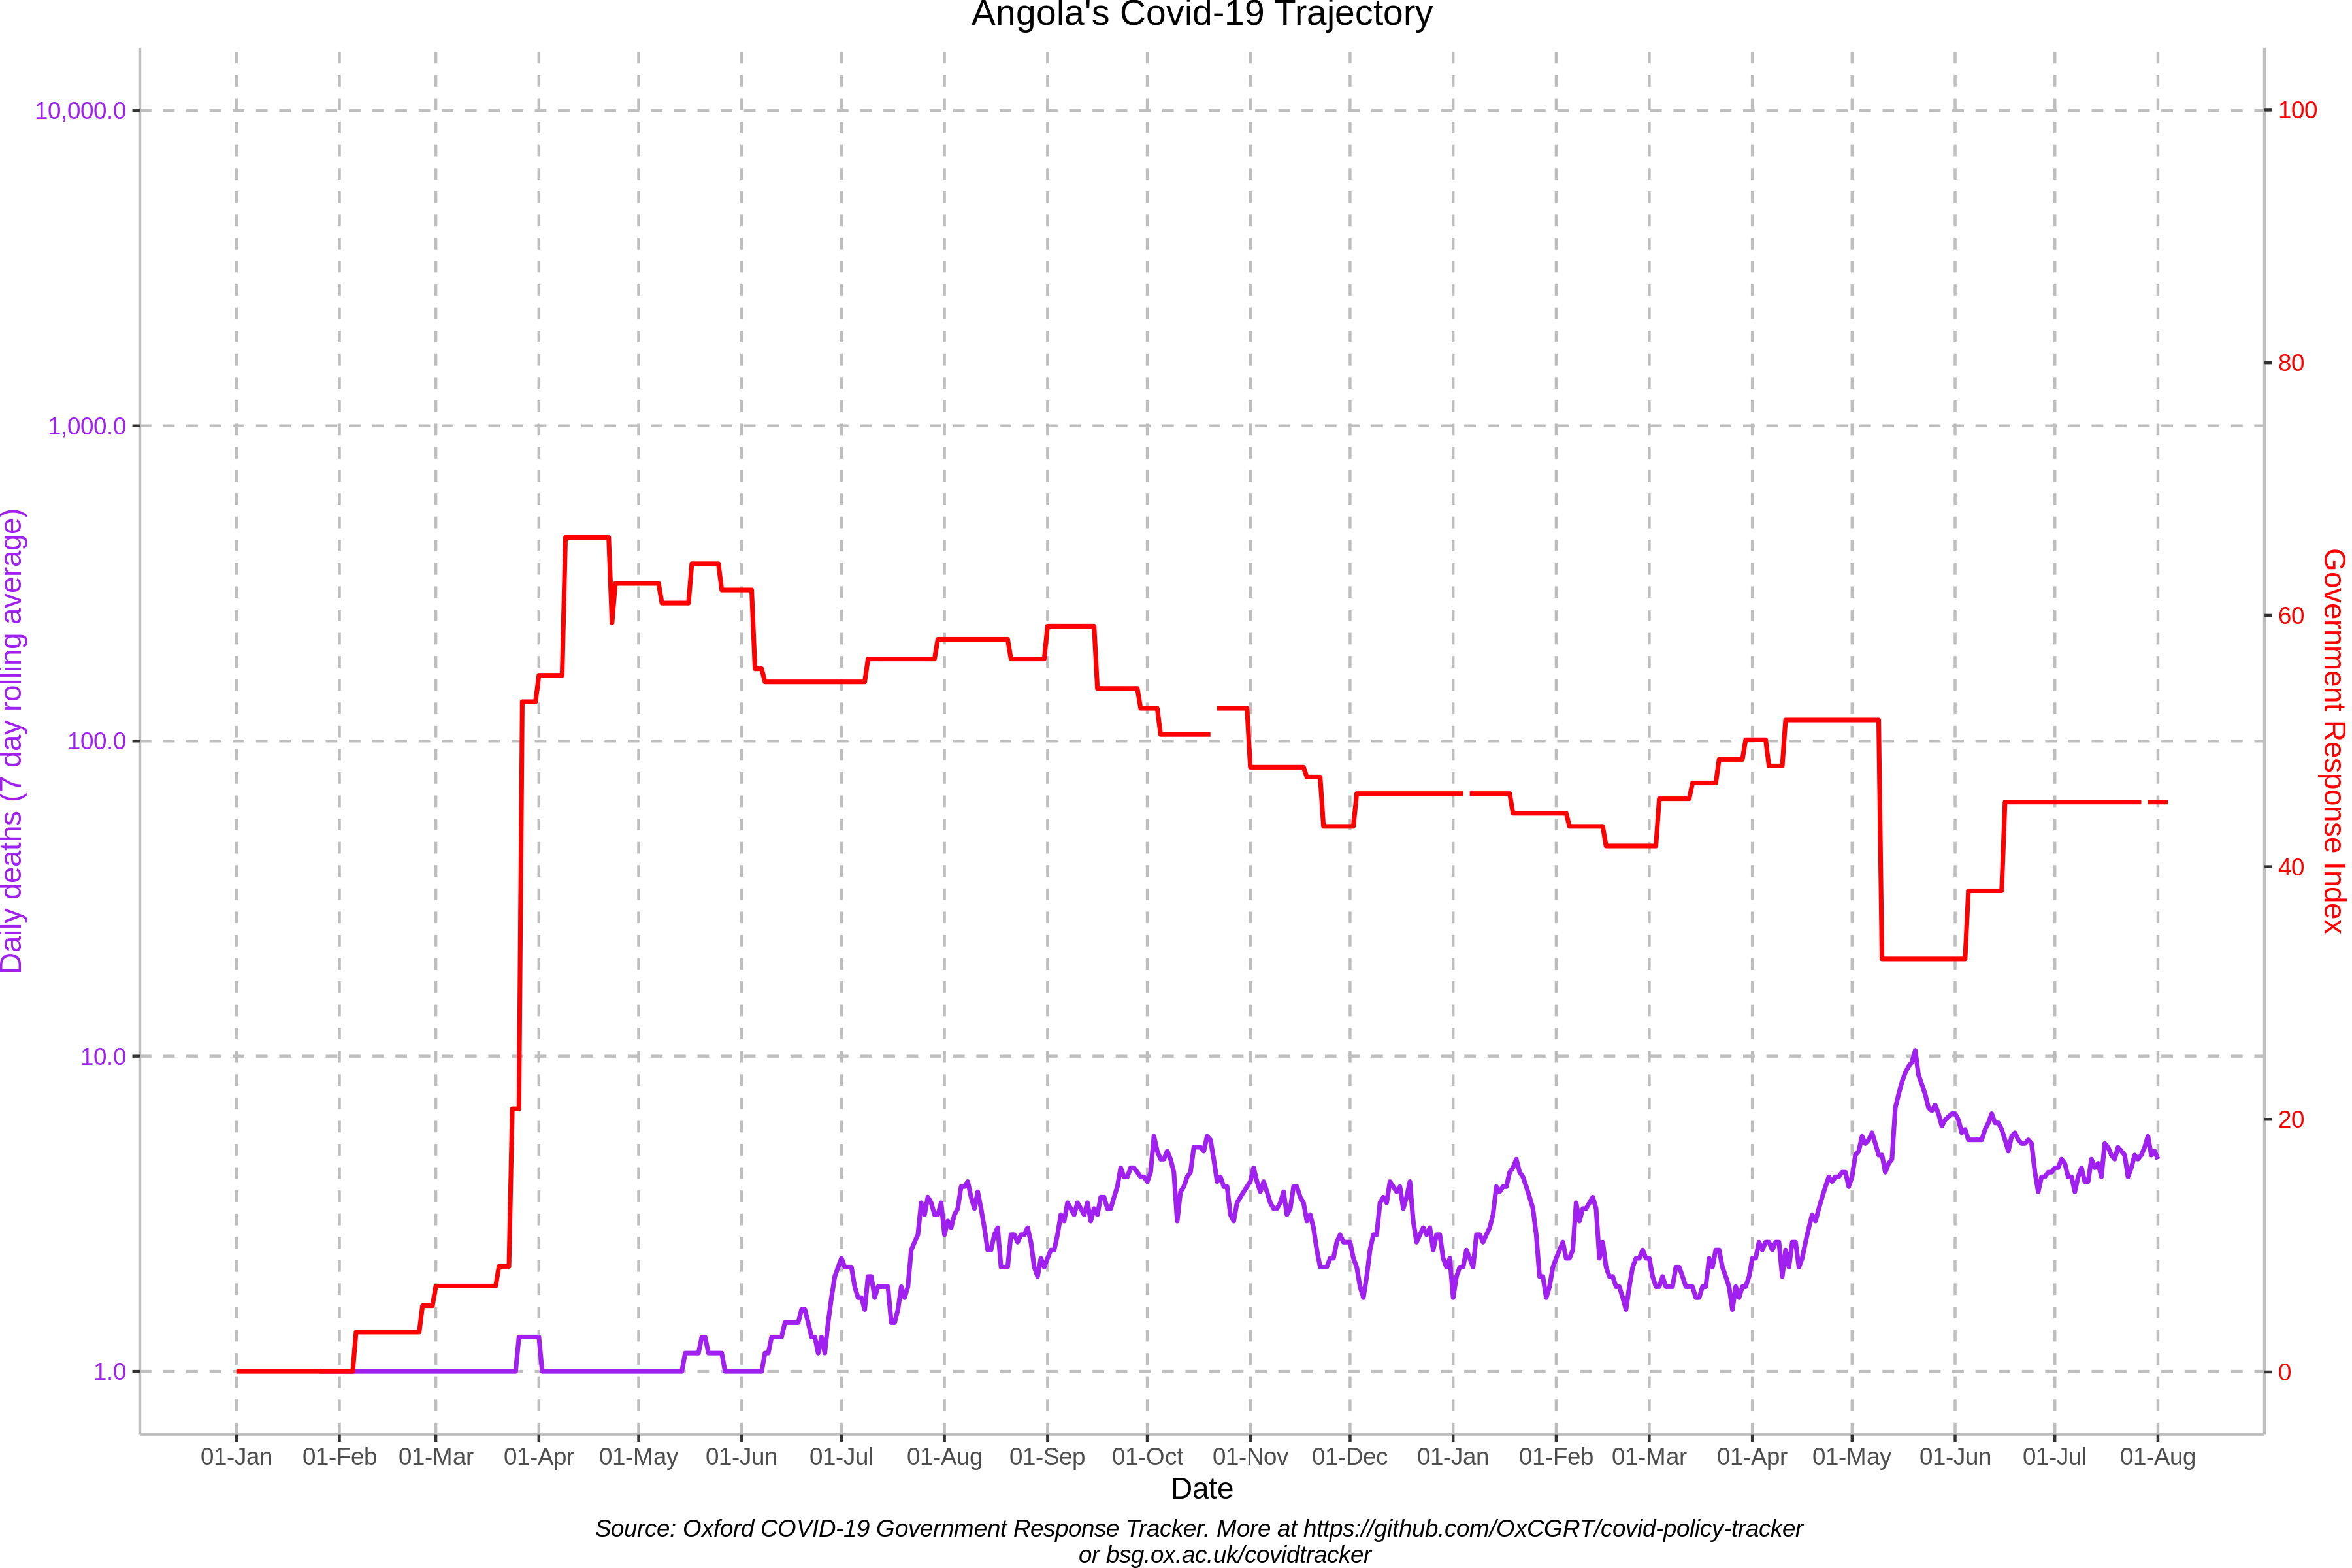 Angola's Covid-19 Trajectory
10,000.0
1,000.0
100.0
10.0
1.0
Daily deaths (7 day rolling average)
100
80
60
40
20
0
Government Response Index
01-Jan 01-Feb 01-Mar 01-Apr 01-May 01-Jun 01-Jul 01-Aug 01-Sep 01-Oct 01-Nov 01-Dec 01-Jan 01-Feb 01-Mar 01-Apr 01-May 01-Jun 01-Jul 01-Aug
Date
Source: Oxford COVID-19 Government Response Tracker. More at https://github.com/OxCGRT/covid-policy-tracker
or bsg.ox.ac.uk/covidtracker